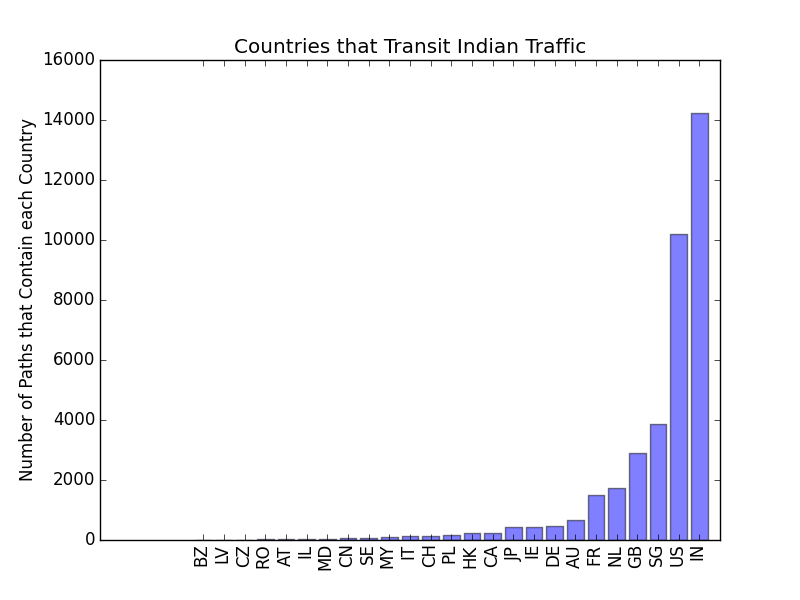 Countries that Transit Indian Traffic
Number of Paths that Contain each Country
16000
14000
12000
10000
8000
6000
4000
2000
0
BZ
LV
CZ
RO
AT
IL
MD
CN
SE
MY
IT
CH
PL
HK
CA
JP
IE
DE
AU
FR
NL
GB
SG
US
IN